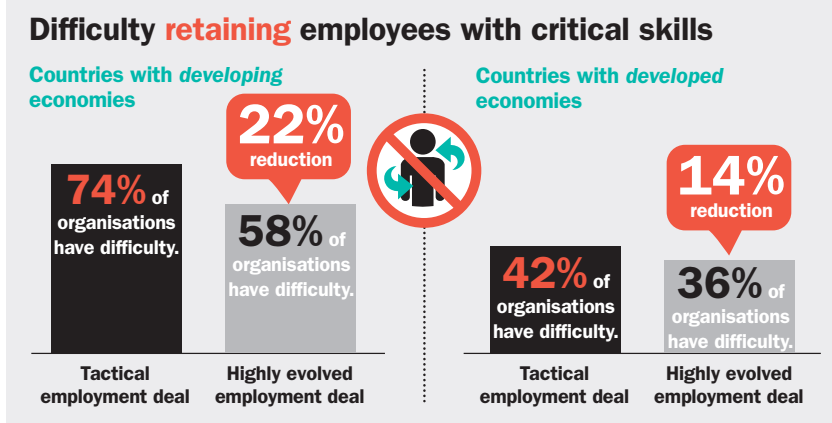 Difficulty retaining employees with critical skills
Countries with developing
economies
22%
reduction
74% of
organisations
have difficulty.
58% of
organisations
have difficulty.
Tactical
employment deal
Highly evolved
employment deal
Countries with developed
economies
14%
reduction
42% of
organisations
have difficulty.
36% of
organisations
have difficulty.
Tactical
employment deal
Highly evolved
employment deal